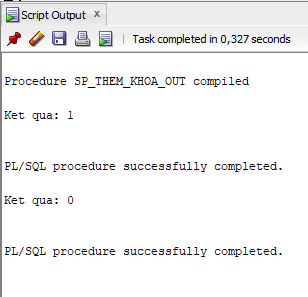 Script Output x
Task completed in 0,327 seconds
Procedure SP_THEM_KHOA_OUT compiled
Ket qua: 1
PL/SQL procedure successfully completed.
Ket qua: 0
PL/SQL procedure successfully completed.